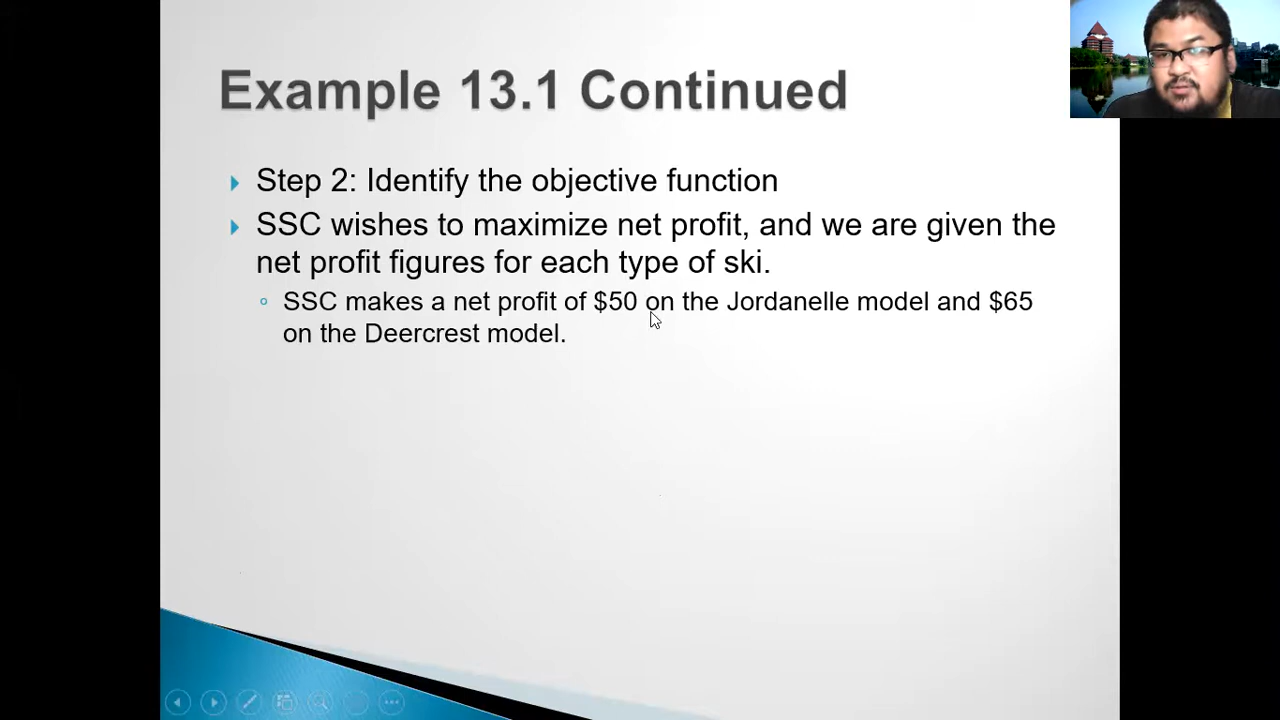 Example 13.1 Continued
Step 2: Identify the objective function
SSC wishes to maximize net profit, and we are given the
net profit figures for each type of ski.
SSC makes a net profit of $50 on the Jordanelle model and $65
on the Deercrest model.